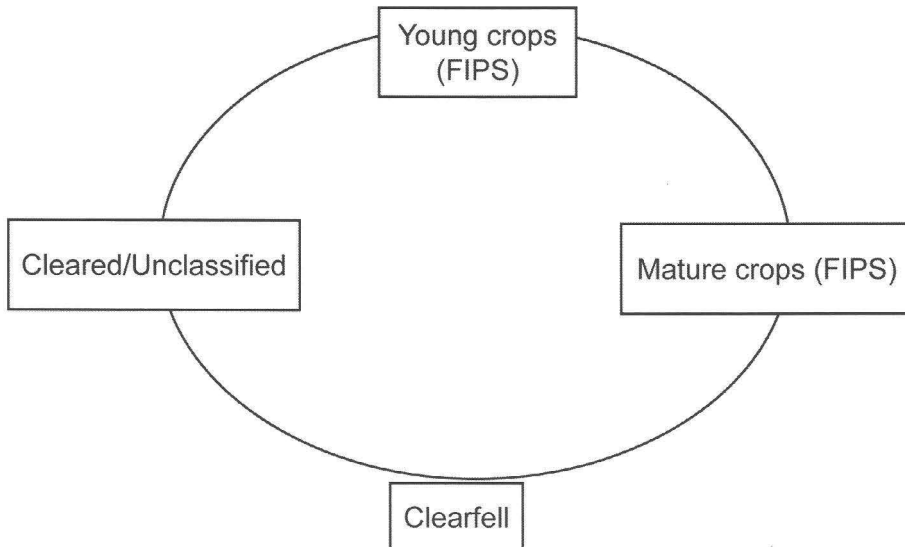 Young crops
(FIPS)
Cleared/Unclassified
Mature crops (FIPS)
Clearfell